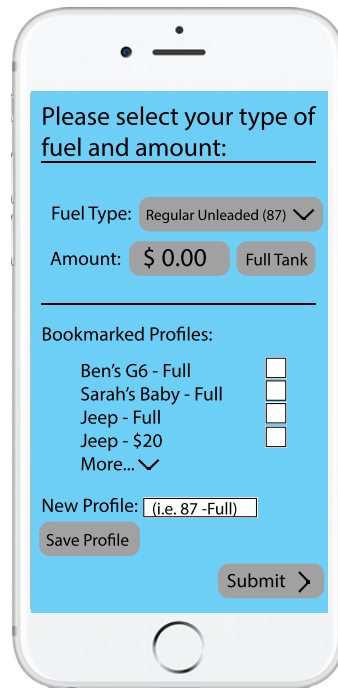 Please select your type of
fuel and amount:
Fuel Type: Regular Unleaded (87)
Amount: $ 0.00 Full Tank
Bookmarked Profiles:
Ben’s G6 - Full
Sarah’s Baby - Full
Jeep - Full
Jeep - $20
More...
New Profile: (i.e. 87 -Full)
Save Profile
Submit